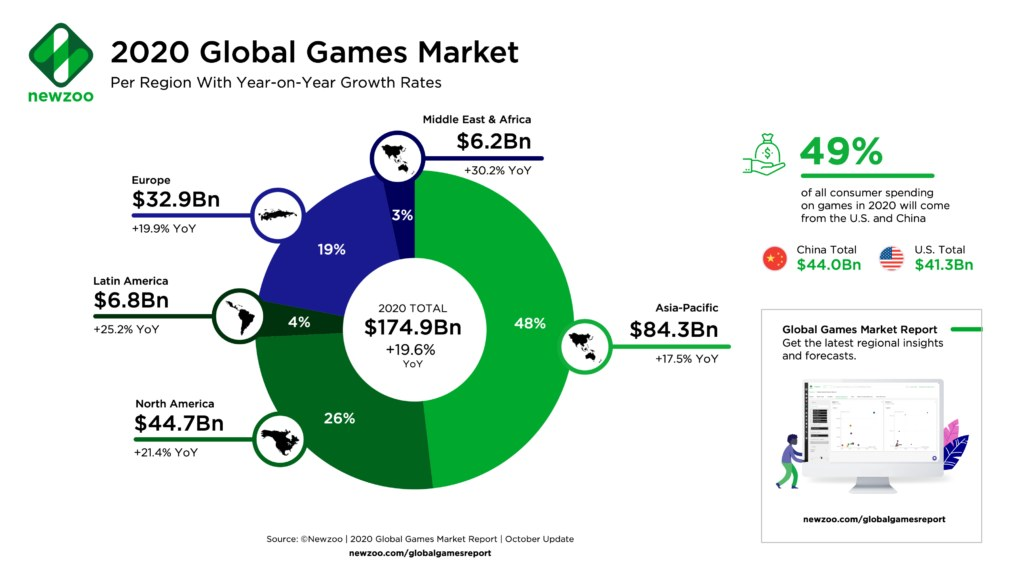 newzoo
2020 Global Games Market
Per Region With Year-on-Year Growth Rates
Middle East & Africa
$6.2Bn
+30.2% YoY
3%
Europe
$32.9Bn
+19.9% YoY
19%
Latin America
$6.8Bn
+25.2% YoY
4%
North America
$44.7Bn
+21.4% YoY
26%
2020 TOTAL
$174.9Bn
+19.6%
YoY
48%
Asia-Pacific
$84.3Bn
+17.5% YoY
$
49%
of all consumer spending
on games in 2020 will come
from the U.S. and China
China Total
$44.0Bn
U.S. Total
$41.3Bn
Global Games Market Report
Get the latest regional insights
and forecasts.
newzoo.com/globalgamesreport
Source: ©Newzoo | 2020 Global Games Market Report | October Update
newzoo.com/globalgamesreport